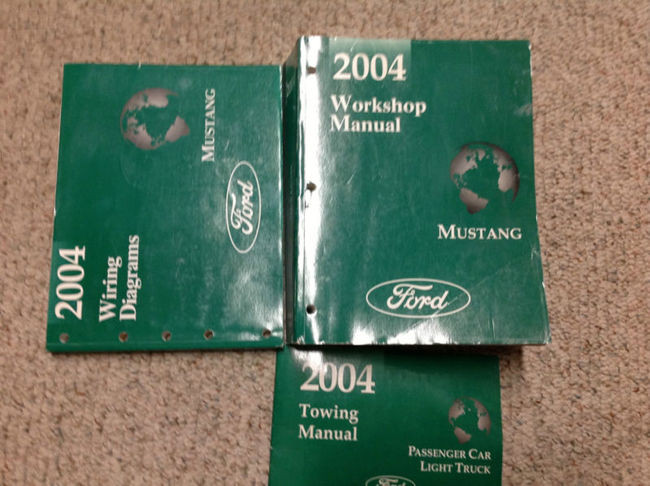 2004
Wiring
Diagrams
MUSTANG
Ford
2004
Workshop
Manual
MUSTANG
Ford
2004
Towing
Manual
PASSENGER CAR
LIGHT TRUCK
Ford